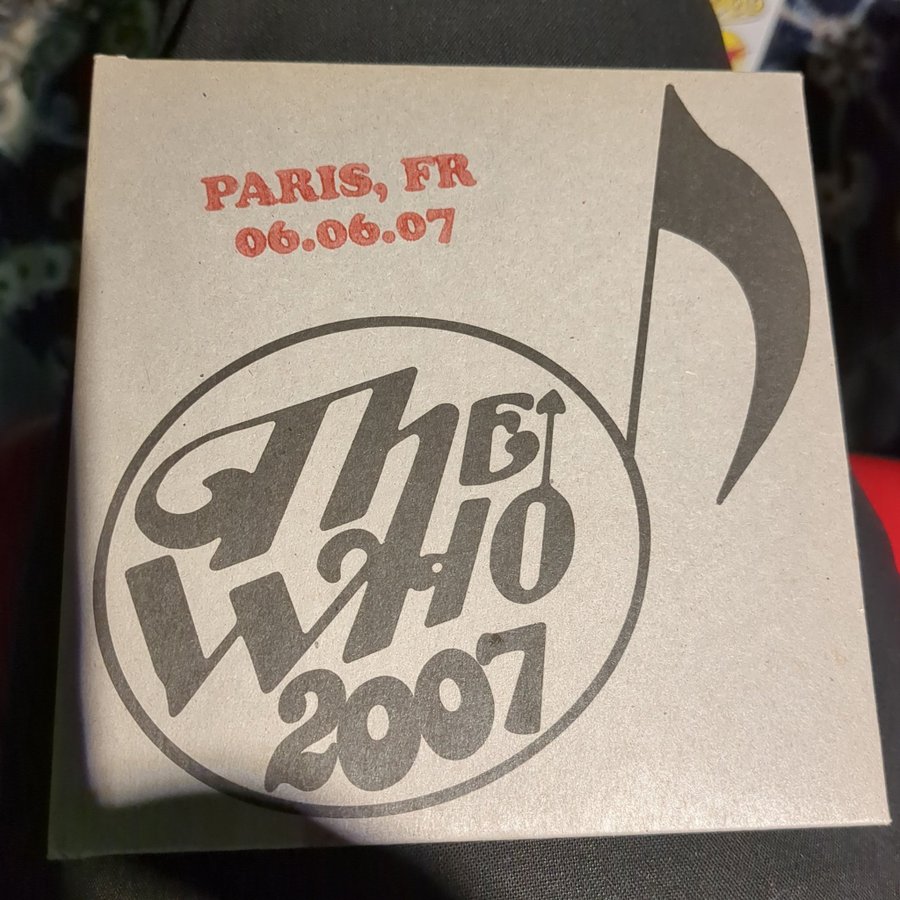 PARIS, FR
06.06.07
The
WHO
2007